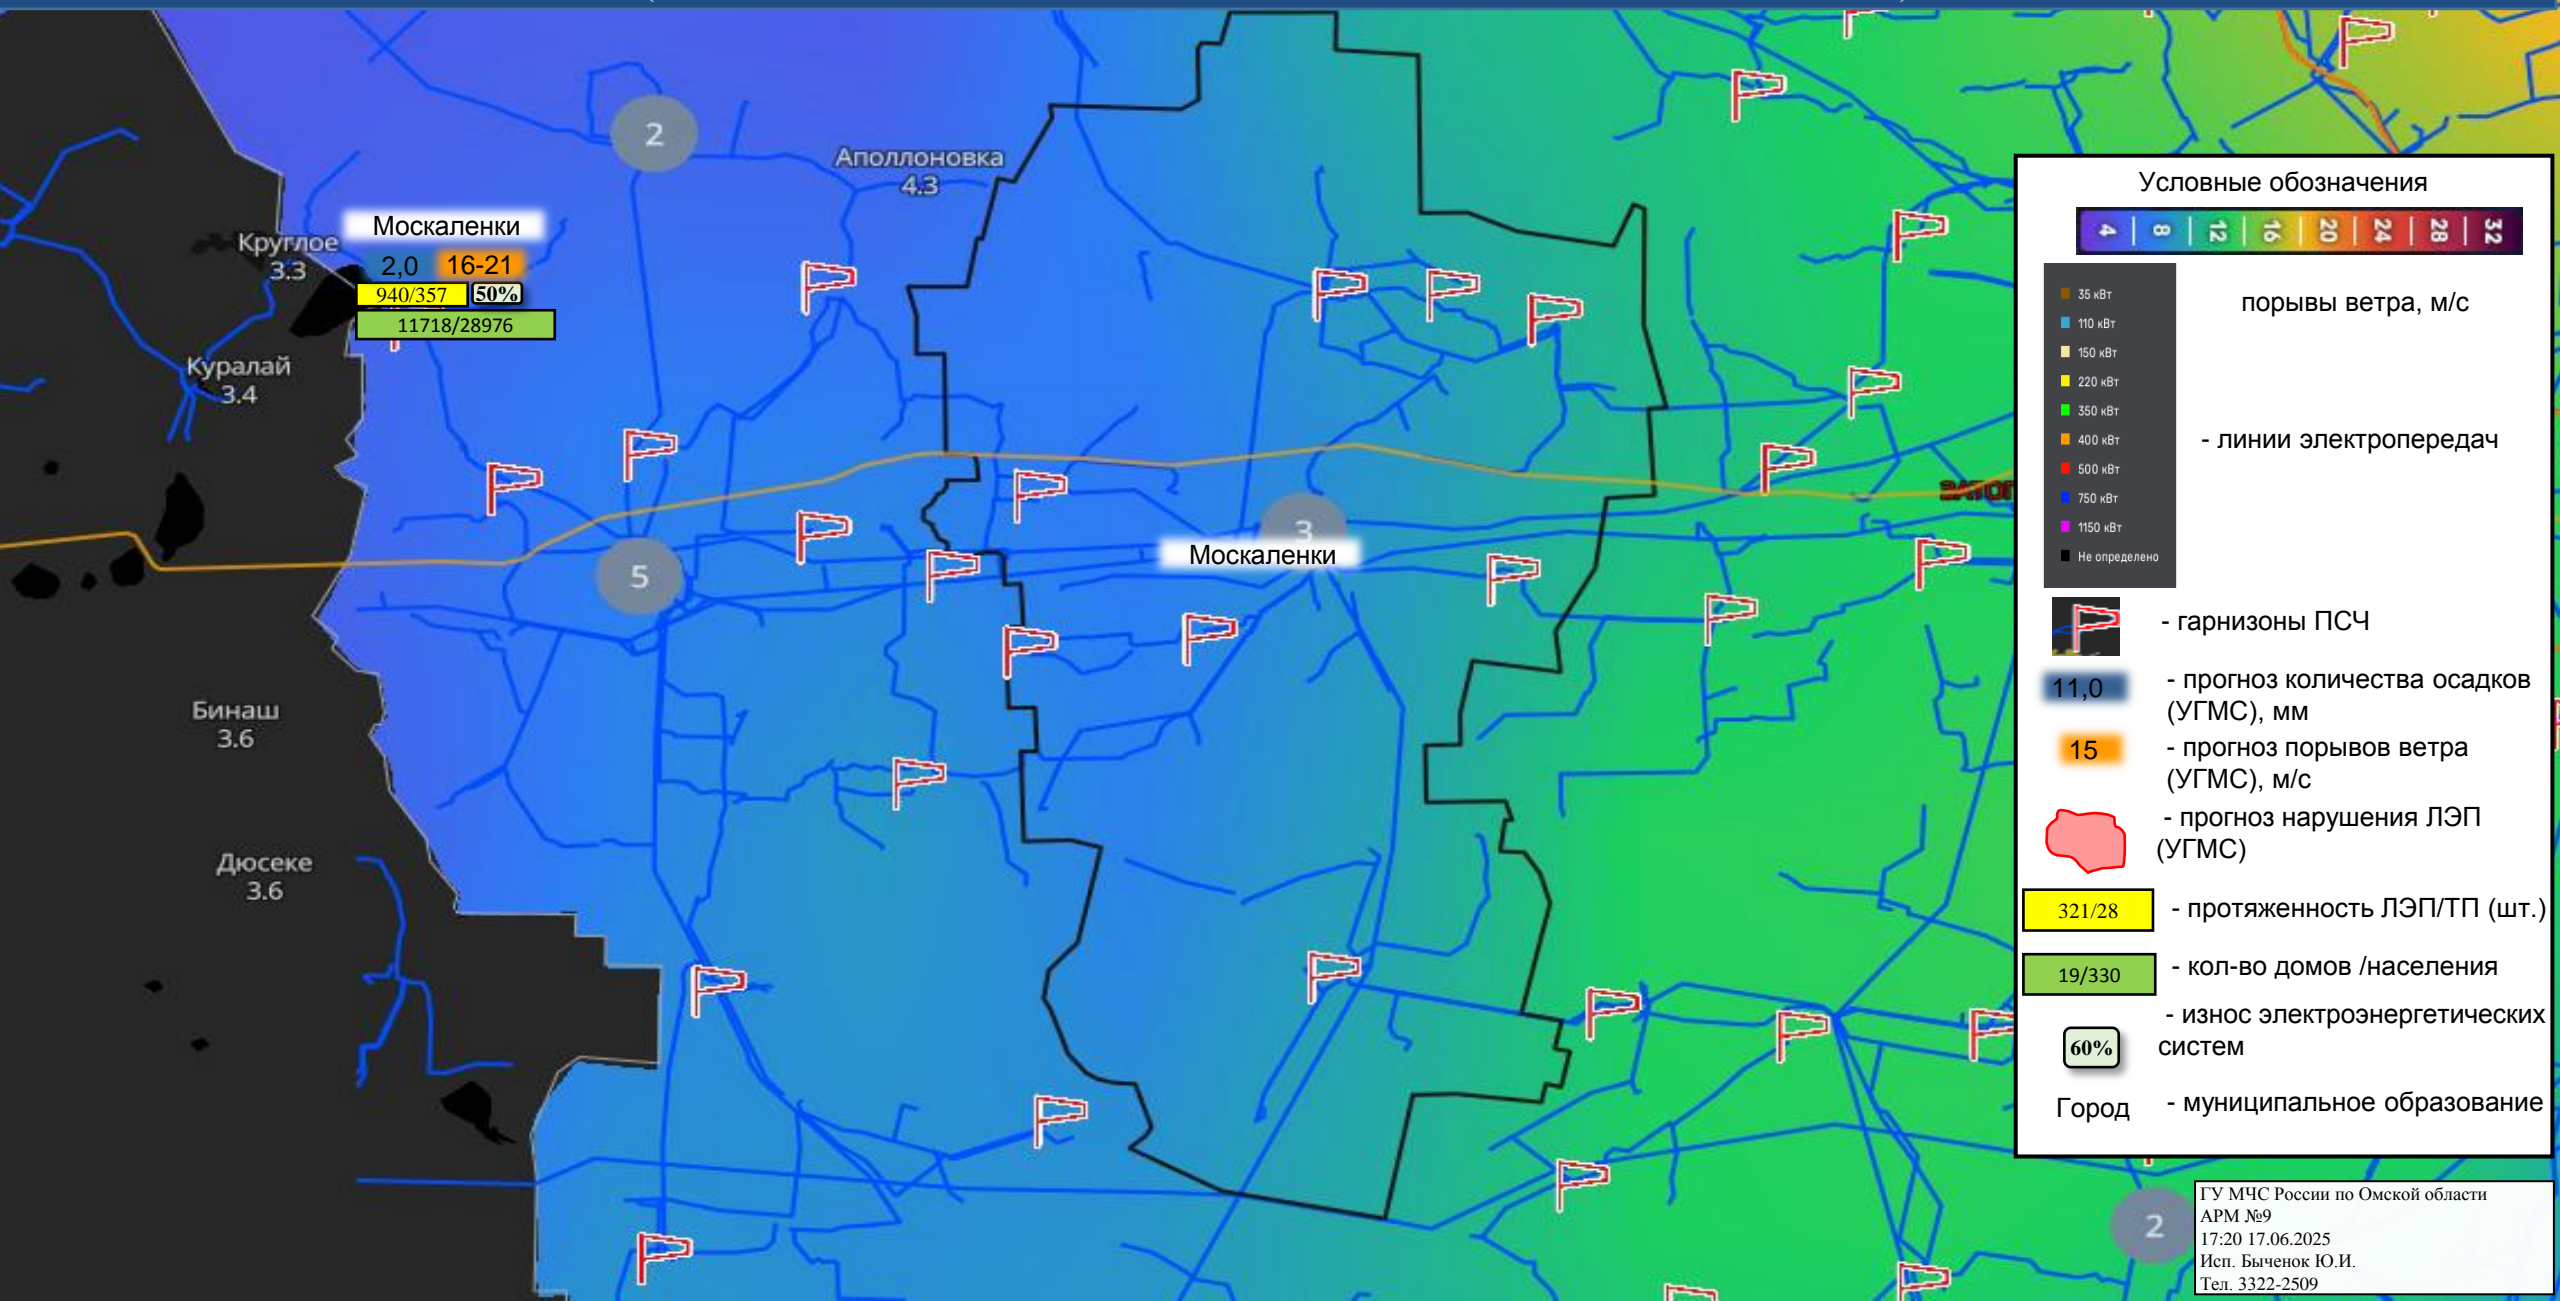 2
Аполлоновка
4.3
Москаленки
Круглое
3.3
2,0 16-21
940/357 50%
11718/28976
Куралай
3.4
3
Москаленки
5
Бинаш
3.6
Дюсеке
3.6
2
Условные обозначения
4 8 12 16 20 24 28 32
порывы ветра, м/с
35 кВт
110 кВт
150 кВт
220 кВт
350 кВт
400 кВт
500 кВт
750 кВт
1150 кВт
Не определено
- линии электропередач
- гарнизоны ПСЧ
11,0 - прогноз количества осадков
(УГМС), мм
15 - прогноз порывов ветра
(УГМС), м/с
- прогноз нарушения ЛЭП
(УГМС)
321/28 - протяженность ЛЭП/ТП (шт.)
19/330 - кол-во домов /населения
- износ электроэнергетических
60% систем
Город - муниципальное образование
ГУ МЧС России по Омской области
АРМ №9
17:20 17.06.2025
Исп. Быченок Ю.И.
Тел. 3322-2509